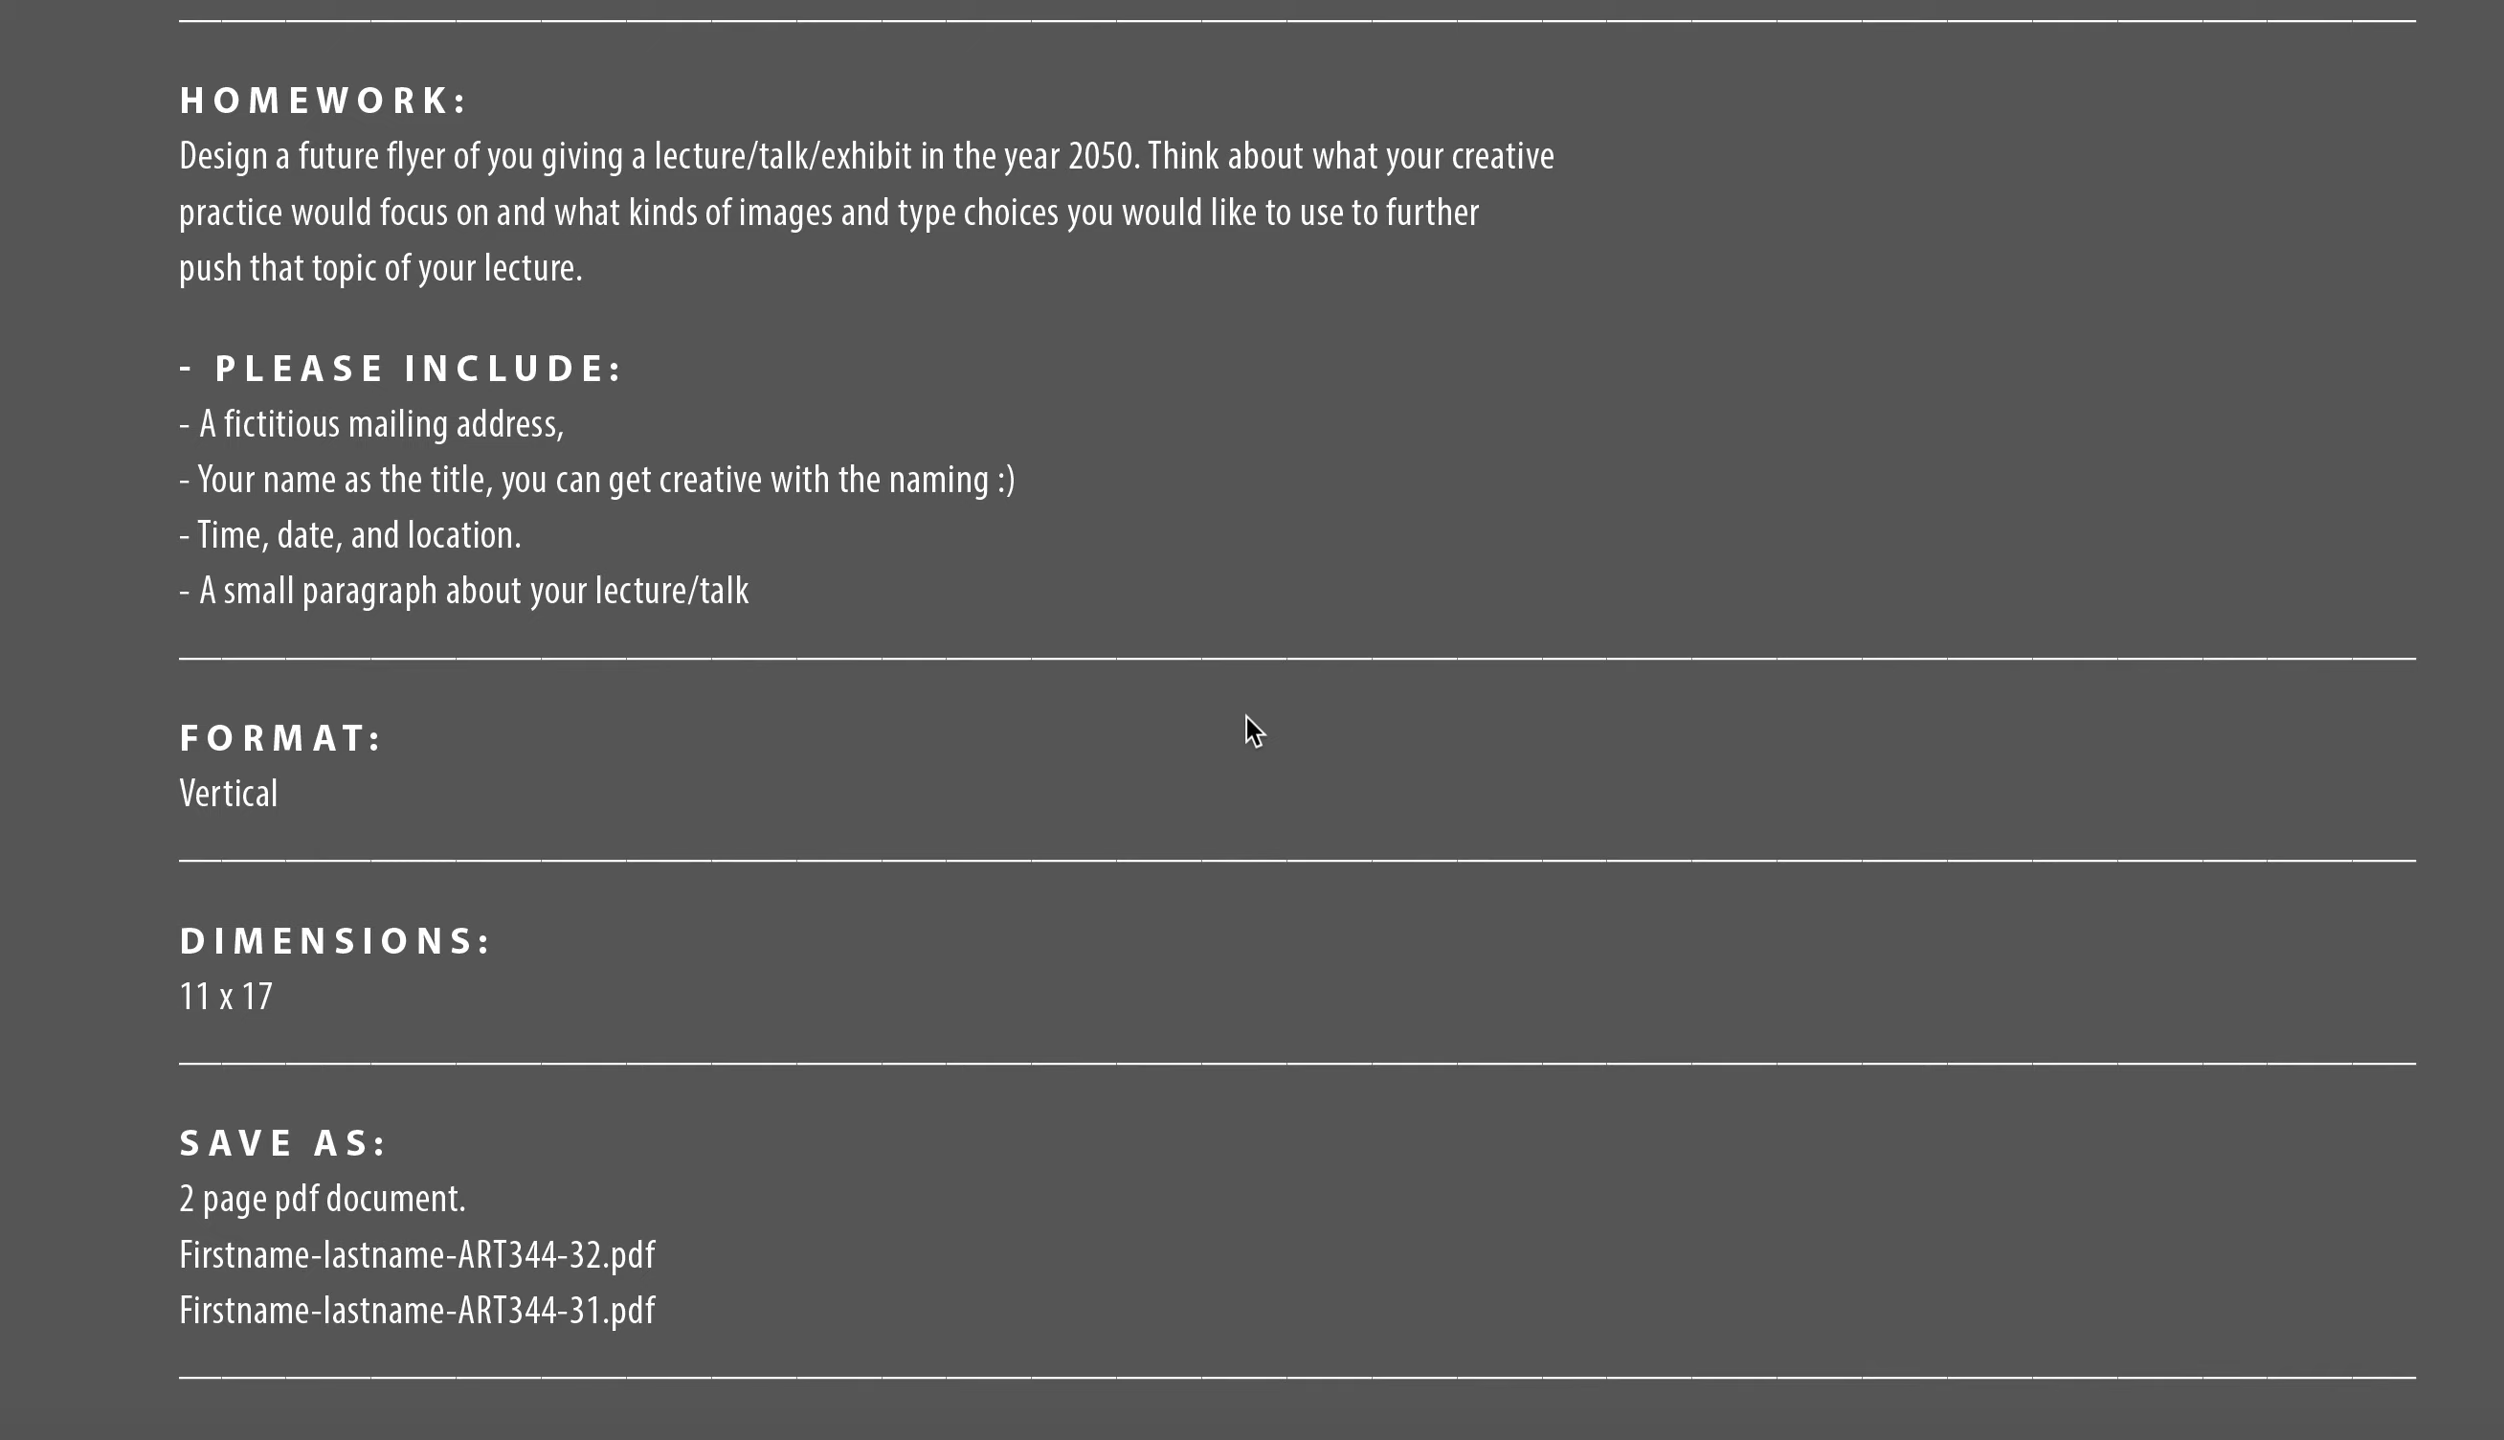 HOMEWORK:
Design a future flyer of you giving a lecture/talk/exhibit in the year 2050. Think about what your creative
practice would focus on and what kinds of images and type choices you would like to use to further
push that topic of your lecture.
- PLEASE INCLUDE:
- A fictitious mailing address,
- Your name as the title, you can get creative with the naming :)
- Time, date, and location.
- A small paragraph about your lecture/talk
FORMAT:
Vertical
DIMENSIONS:
11 x 17
SAVE AS:
2 page pdf document.
Firstname-lastname-ART344-32.pdf
Firstname-lastname-ART344-31.pdf